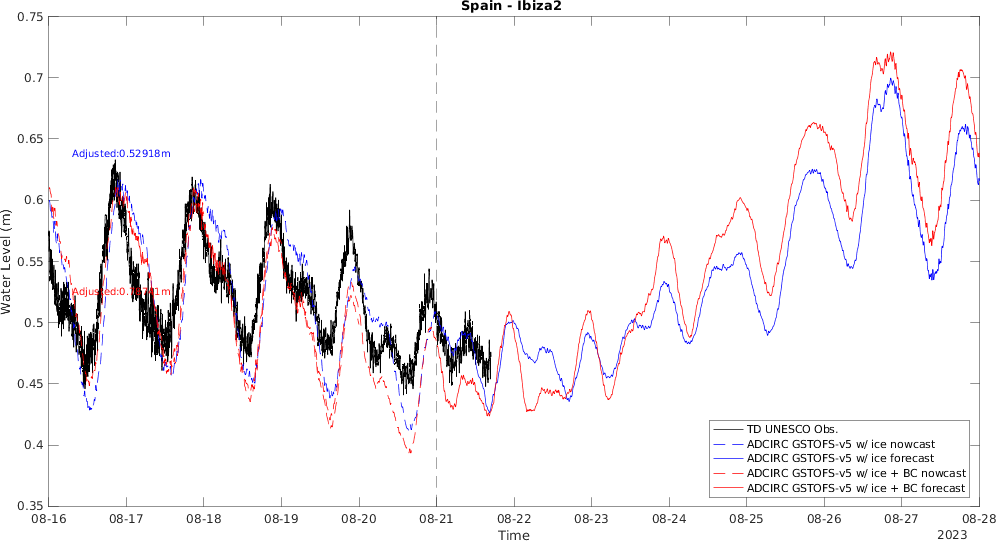 Spain - Ibiza2
0.75
0.7
0.65
0.6
0.55
0.5
0.45
0.4
0.35
Water Level (m)
Adjusted:0.52918m
TD UNESCO Obs.
ADCIRC GSTOFS-v5 w/ ice nowcast
ADCIRC GSTOFS-v5 w/ ice forecast
ADCIRC GSTOFS-v5 w/ ice + BC nowcast
ADCIRC GSTOFS-v5 w/ ice + BC forecast
08-16 08-17 08-18 08-19 08-20 08-21 08-22 08-23 08-24 08-25 08-26 08-27 08-28
Time
2023